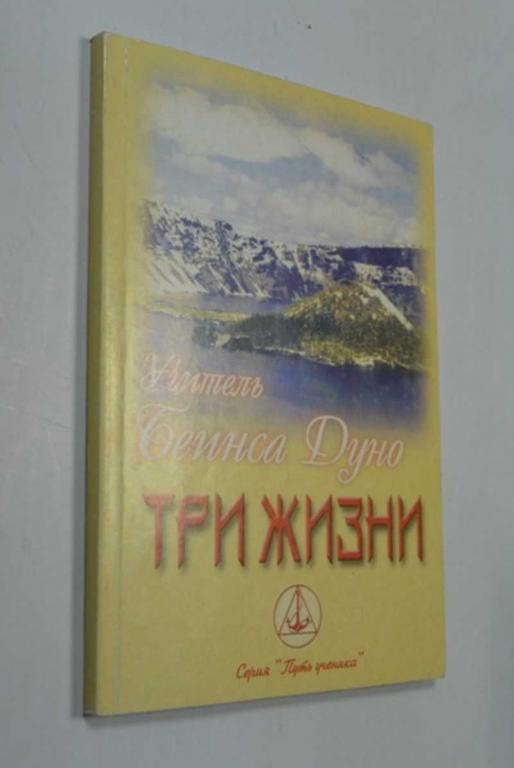 Учитель
Беинса Дуно
ТРИ ЖИЗНИ
Серия "Путь ученика"